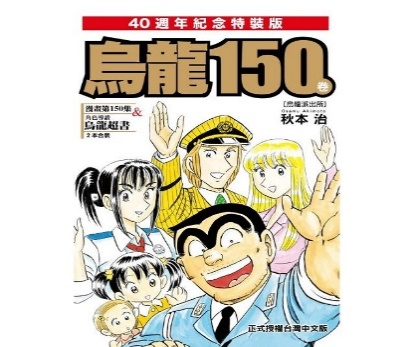 40週年紀念特裝版
烏龍150卷
[烏龍派出所]
Osamu Akimoto
秋本 治
漫畫第150集
&
角色導讀
烏龍超書
2本合裝
正式授權台灣中文版